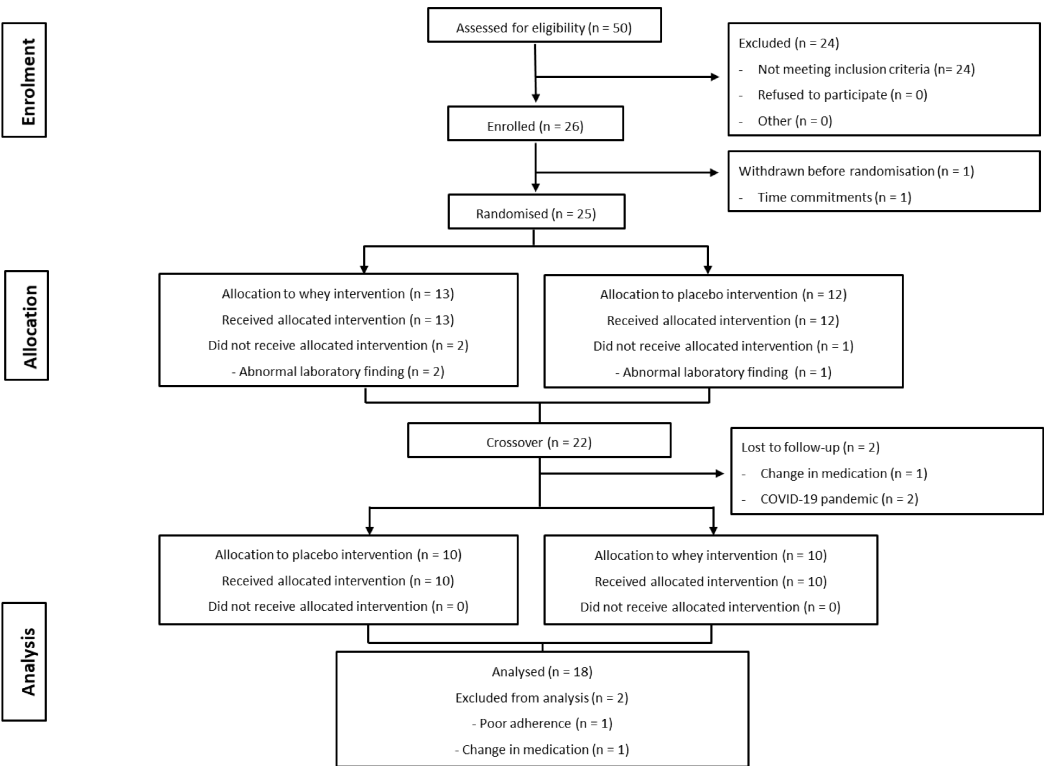 Enrolment
Assessed for eligibility (n = 50)
Excluded (n = 24)
- Not meeting inclusion criteria (n= 24)
- Refused to participate (n = 0)
- Other (n = 0)
Enrolled (n = 26)
Withdrawn before randomisation (n = 1)
- Time commitments (n = 1)
Randomised (n = 25)
Allocation
Allocation to whey intervention (n = 13)
Received allocated intervention (n = 13)
Did not receive allocated intervention (n = 2)
- Abnormal laboratory finding (n = 2)
Allocation to placebo intervention (n = 12)
Received allocated intervention (n = 12)
Did not receive allocated intervention (n = 1)
- Abnormal laboratory finding (n = 1)
Crossover (n = 22)
Lost to follow-up (n = 2)
- Change in medication (n = 1)
- COVID-19 pandemic (n = 2)
Allocation to placebo intervention (n = 10)
Received allocated intervention (n = 10)
Did not receive allocated intervention (n = 0)
Allocation to whey intervention (n = 10)
Received allocated intervention (n = 10)
Did not receive allocated intervention (n = 0)
Analysis
Analysed (n = 18)
Excluded from analysis (n = 2)
- Poor adherence (n = 1)
- Change in medication (n = 1)